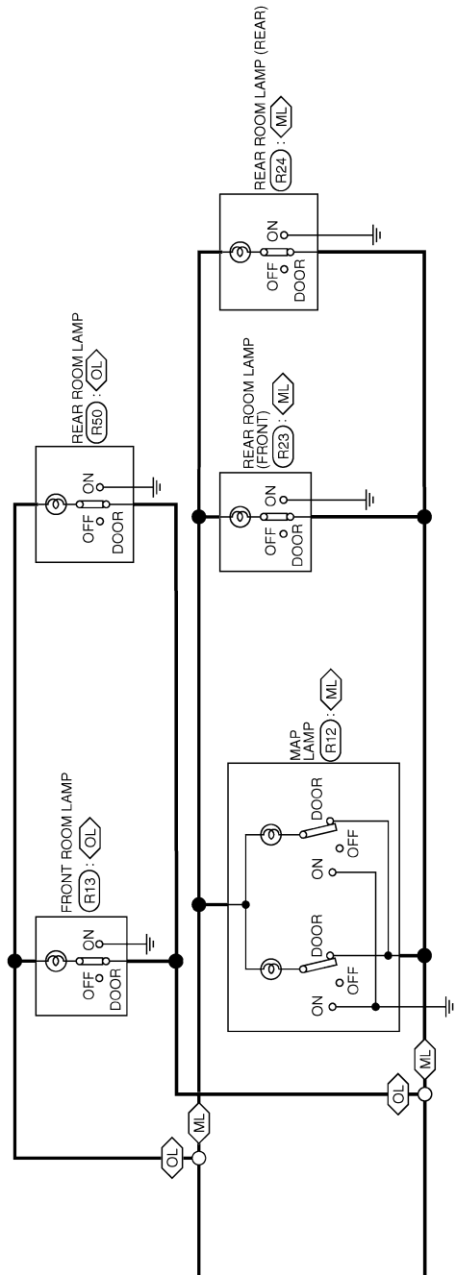 FRONT ROOM LAMP
R13 : OL
OFF
ON
DOOR
REAR ROOM LAMP
R50 : OL
OFF
ON
DOOR
OL
ML
MAP
LAMP
R12 : ML
ON
DOOR
OFF
ON
DOOR
OFF
REAR ROOM LAMP
(FRONT)
R23 : ML
OFF
ON
DOOR
REAR ROOM LAMP (REAR)
R24 : ML
OFF
ON
DOOR
OL
ML